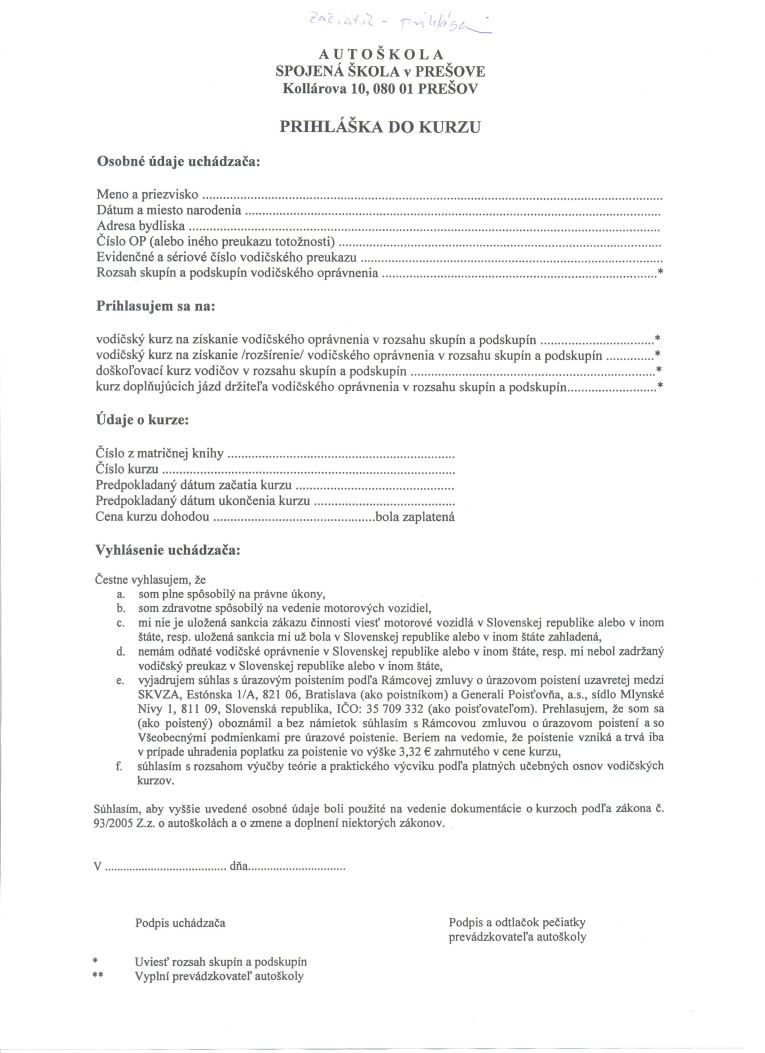 začiatok - prihlásenie
A U T O Š K O L A
SPOJENÁ ŠKOLA v PREŠOVE
Kollárova 10, 080 01 PREŠOV
PRIHLÁŠKA DO KURZU
Osobné údaje uchádzača:
Meno a priezvisko ................................................................
Dátum a miesto narodenia ................................................................
Adresa bydliska ................................................................
Číslo OP (alebo iného preukazu totožnosti) ................................................................
Evidenčné a sériové číslo vodičského preukazu ................................................................
Rozsah skupín a podskupín vodičského oprávnenia ................................................................*
Prihlasujem sa na:
vodičský kurz na získanie vodičského oprávnenia v rozsahu skupín a podskupín .................................*
vodičský kurz na získanie /rozšírenie/ vodičského oprávnenia v rozsahu skupín a podskupín ..............*
doškoľovací kurz vodičov v rozsahu skupín a podskupín ................................................................*
kurz doplňujúcich jázd držiteľa vodičského oprávnenia v rozsahu skupín a podskupín..........................*
Údaje o kurze:
Číslo z matričnej knihy ................................................................
Číslo kurzu ................................................................
Predpokladaný dátum začatia kurzu ..............................................
Predpokladaný dátum ukončenia kurzu .........................................
Cena kurzu dohodou ...............................................bola zaplatená
Vyhlásenie uchádzača:
Čestne vyhlasujem, že
a. som plne spôsobilý na právne úkony,
b. som zdravotne spôsobilý na vedenie motorových vozidiel,
c. mi nie je uložená sankcia zákazu činnosti viesť motorové vozidlá v Slovenskej republike alebo v inom
štáte, resp. uložená sankcia mi už bola v Slovenskej republike alebo v inom štáte zahladená,
d. nemám odňaté vodičské oprávnenie v Slovenskej republike alebo v inom štáte, resp. mi nebol zadržaný
vodičský preukaz v Slovenskej republike alebo v inom štáte,
e. vyjadrujem súhlas s úrazovým poistením podľa Rámcovej zmluvy o úrazovom poistení uzavretej medzi
SKVZA, Estónska 1/A, 821 06, Bratislava (ako poistníkom) a Generali Poisťovňa, a.s., sídlo Mlynské
Nivy 1, 811 09, Slovenská republika, IČO: 35 709 332 (ako poisťovateľom). Prehlasujem, že som sa
(ako poistený) oboznámil a bez námietok súhlasím s Rámcovou zmluvou o úrazovom poistení a so
Všeobecnými podmienkami pre úrazové poistenie. Beriem na vedomie, že poistenie vzniká a trvá iba
v prípade uhradenia poplatku za poistenie vo výške 3,32 € zahrnutého v cene kurzu,
f. súhlasím s rozsahom výučby teórie a praktického výcviku podľa platných učebných osnov vodičských
kurzov.
Súhlasím, aby vyššie uvedené osobné údaje boli použité na vedenie dokumentácie o kurzoch podľa zákona č.
93/2005 Z.z. o autoškolách a o zmene a doplnení niektorých zákonov.
V ..................................... dňa..............................
Podpis uchádzača
Podpis a odtlačok pečiatky
prevádzkovateľa autoškoly
* Uviesť rozsah skupín a podskupín
** Vyplní prevádzkovateľ autoškoly